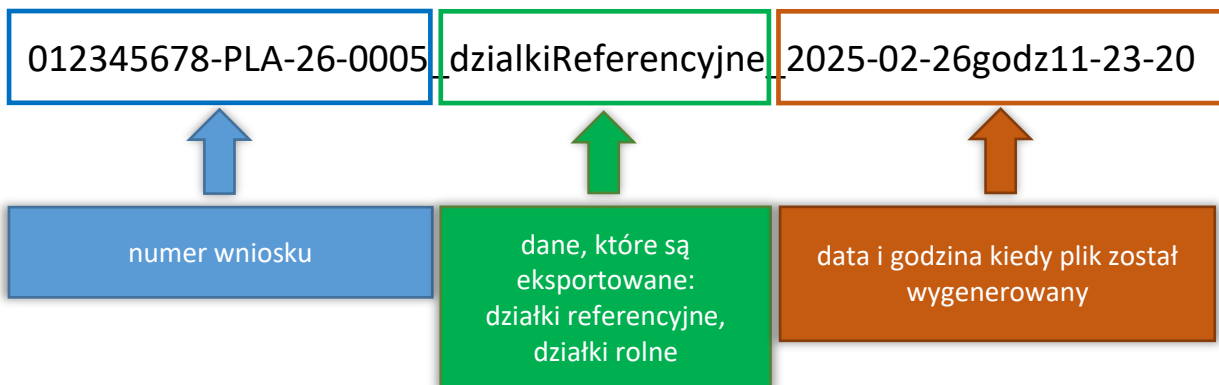 012345678-PLA-26-0005_dzialkiReferencyjne_2025-02-26godz11-23-20
numer wniosku
dane, które są
eksportowane:
działki referencyjne,
działki rolne
data i godzina kiedy plik został
wygenerowany